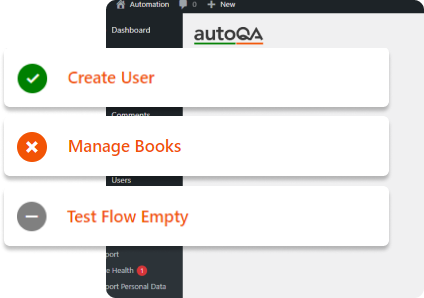 Automation 0 New
Dashboard
autoQA
Create User
Comments
Manage Books
Users
Test Flow Empty
port
e Health 1
port Personal Data